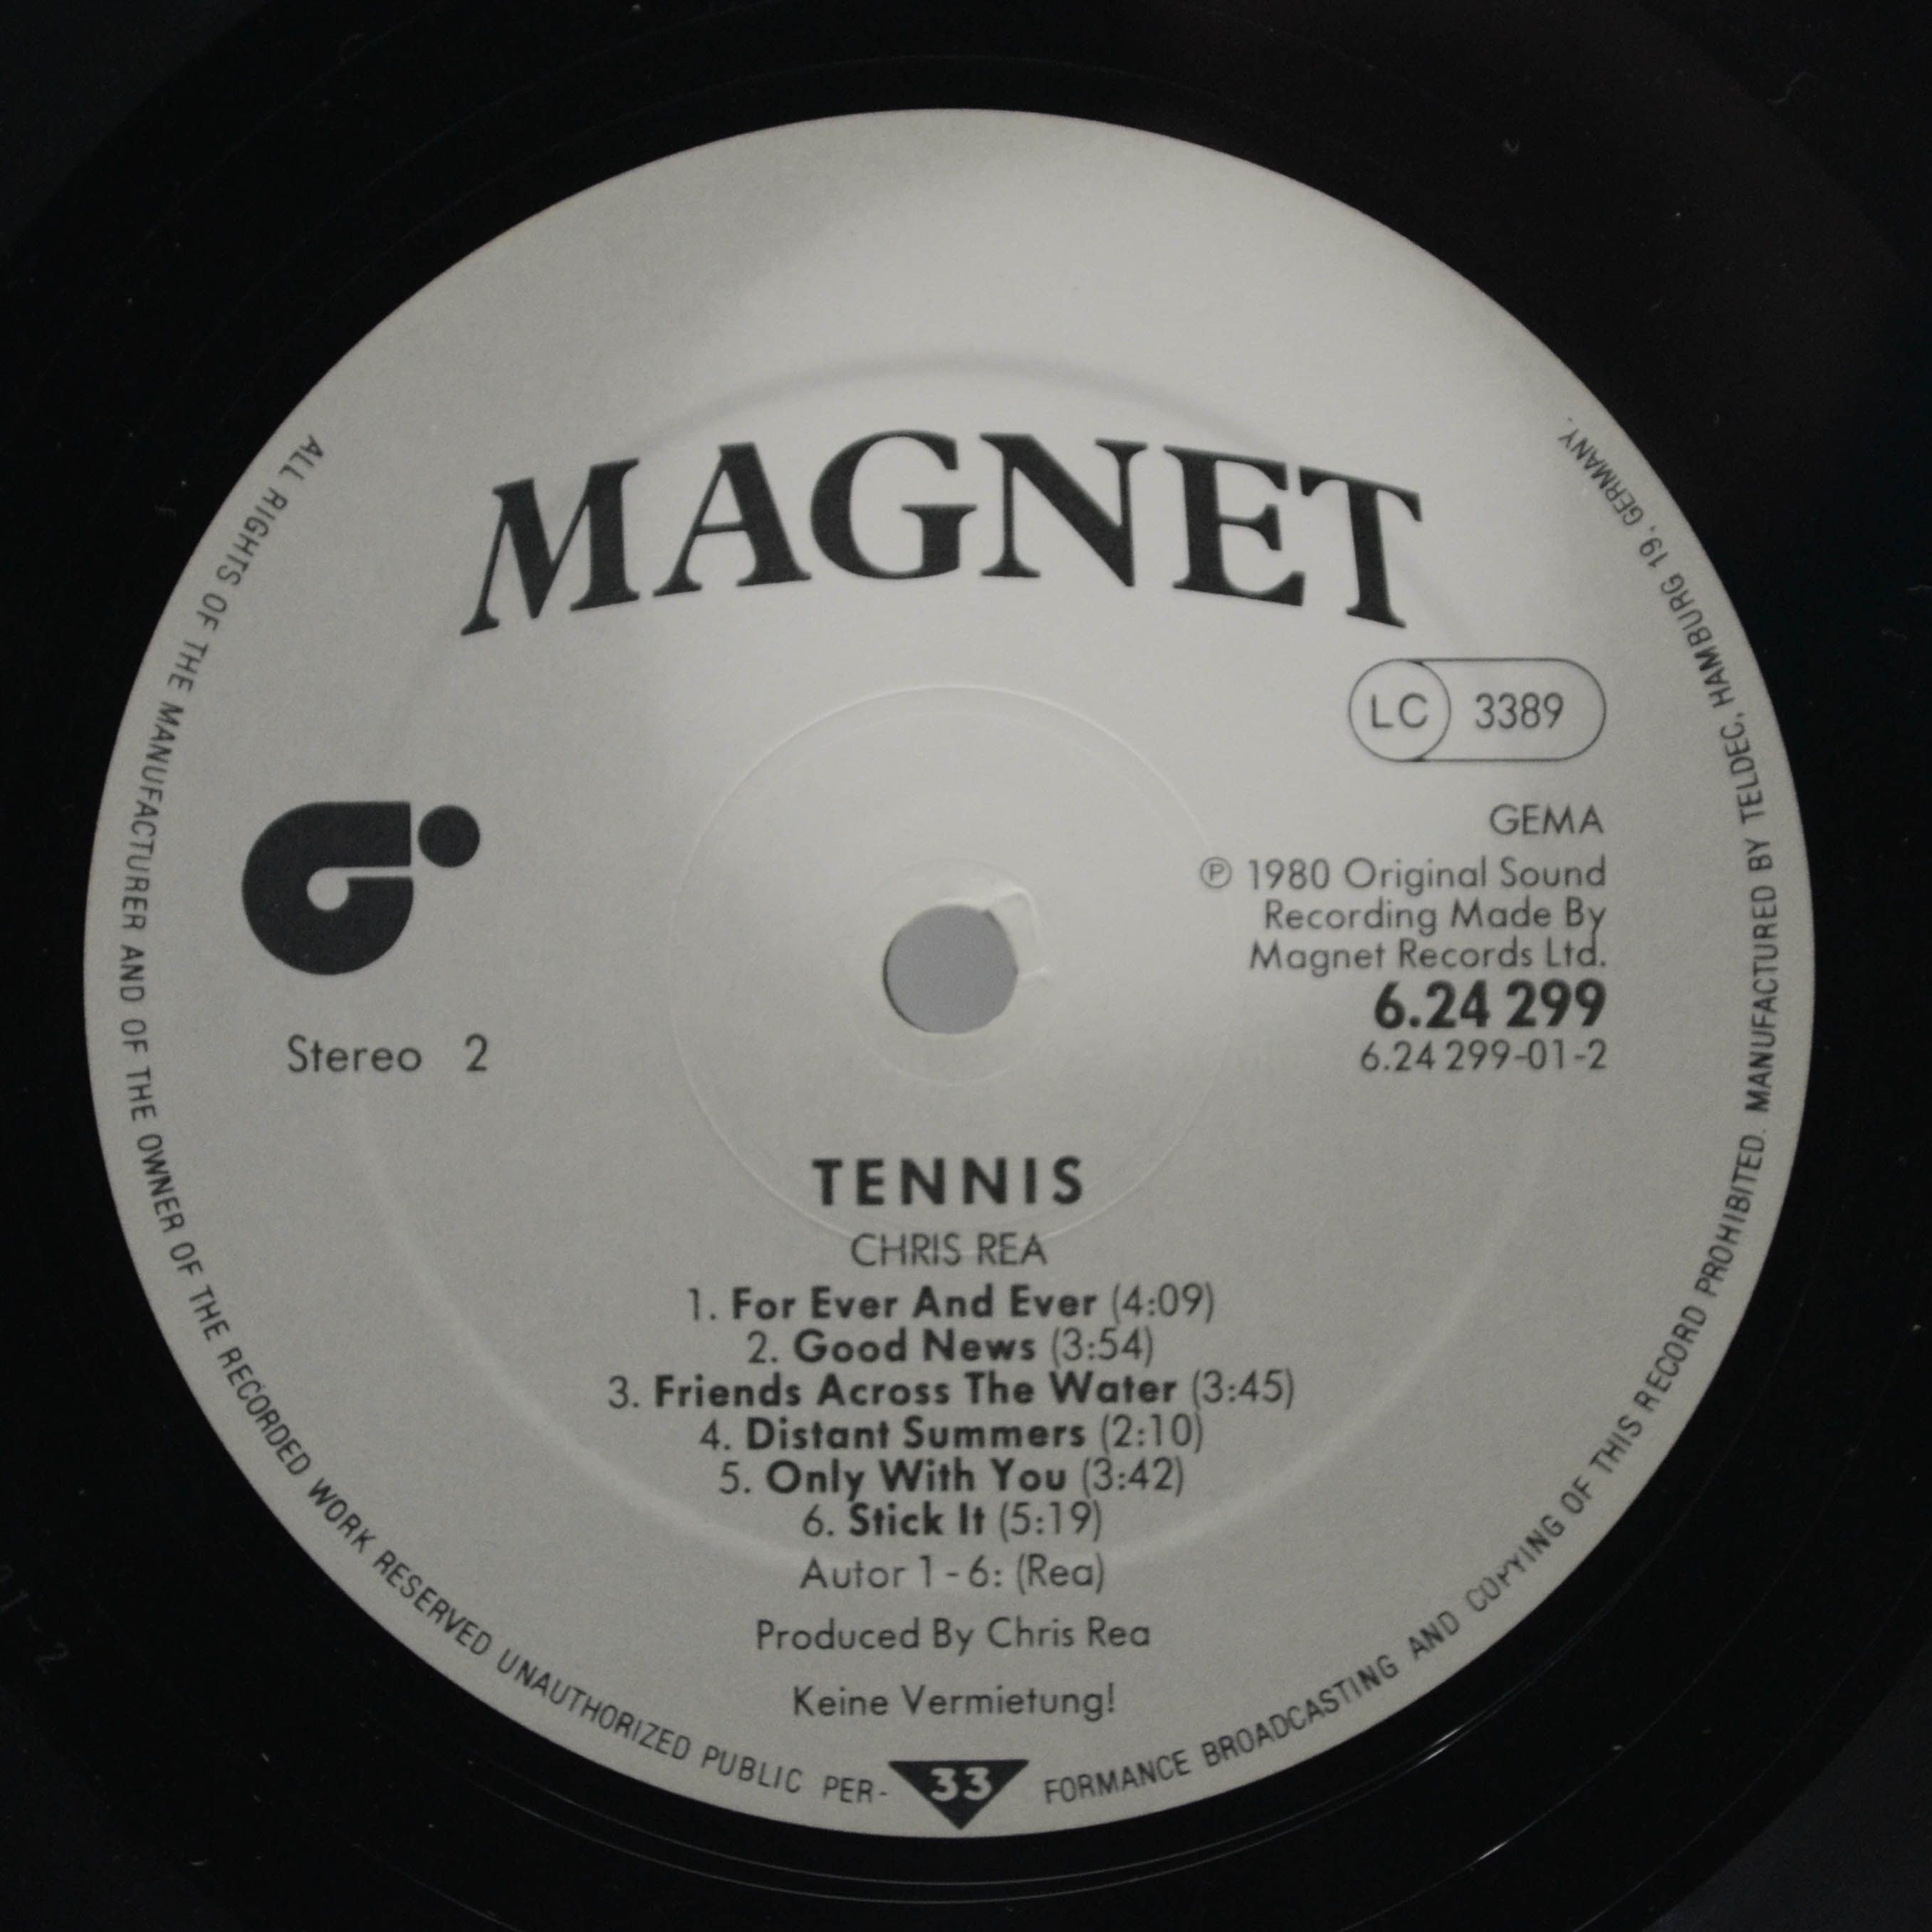 MAGNET
LC 3389
GEMA
℗ 1980 Original Sound
Recording Made By
Magnet Records Ltd.
6.24 299
6.24 299-01-2
Stereo 2
TENNIS
CHRIS REA
1. For Ever And Ever (4:09)
2. Good News (3:54)
3. Friends Across The Water (3:45)
4. Distant Summers (2:10)
5. Only With You (3:42)
6. Stick It (5:19)
Autor 1 - 6: (Rea)
Produced By Chris Rea
Keine Vermietung!
33
ALL RIGHTS OF THE MANUFACTURER AND OF THE OWNER OF THE RECORDED WORK RESERVED UNAUTHORIZED PUBLIC PER- FORMANCE BROADCASTING AND COPYING OF THIS RECORD PROHIBITED. MANUFACTURED BY TELDEC, HAMBURG 19, GERMANY.